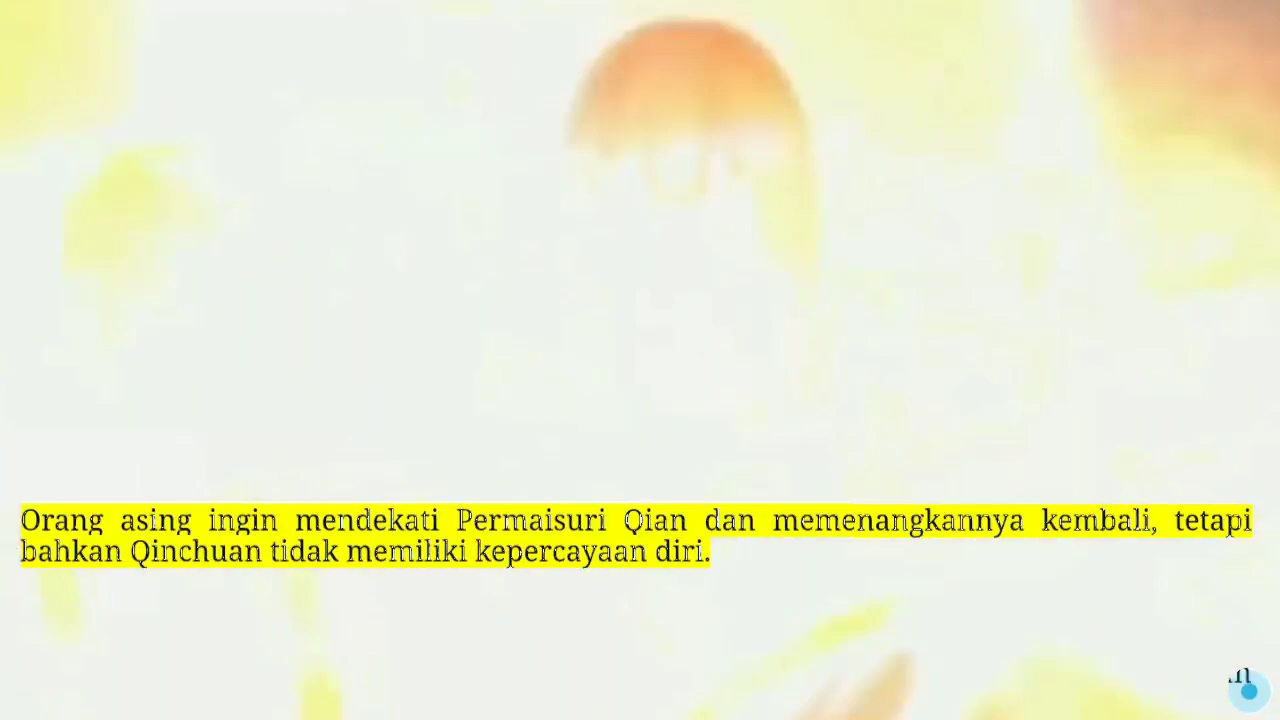 Orang asing ingin mendekati Permaisuri Qian dan memenangkannya kembali, tetapi
bahkan Qinchuan tidak memiliki kepercayaan diri.